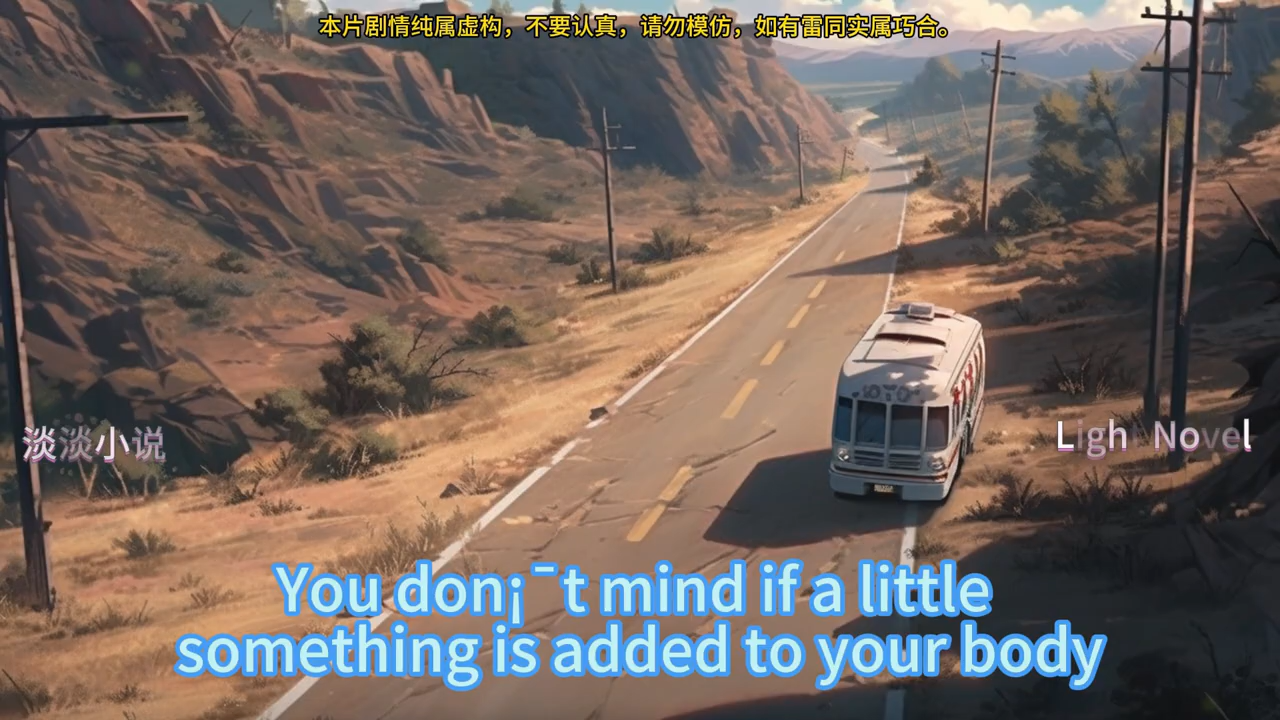 本片剧情纯属虚构，不要认真，请勿模仿，如有雷同实属巧合。
淡淡小说
Ligh Novel
You don¡¯t mind if a little
something is added to your body